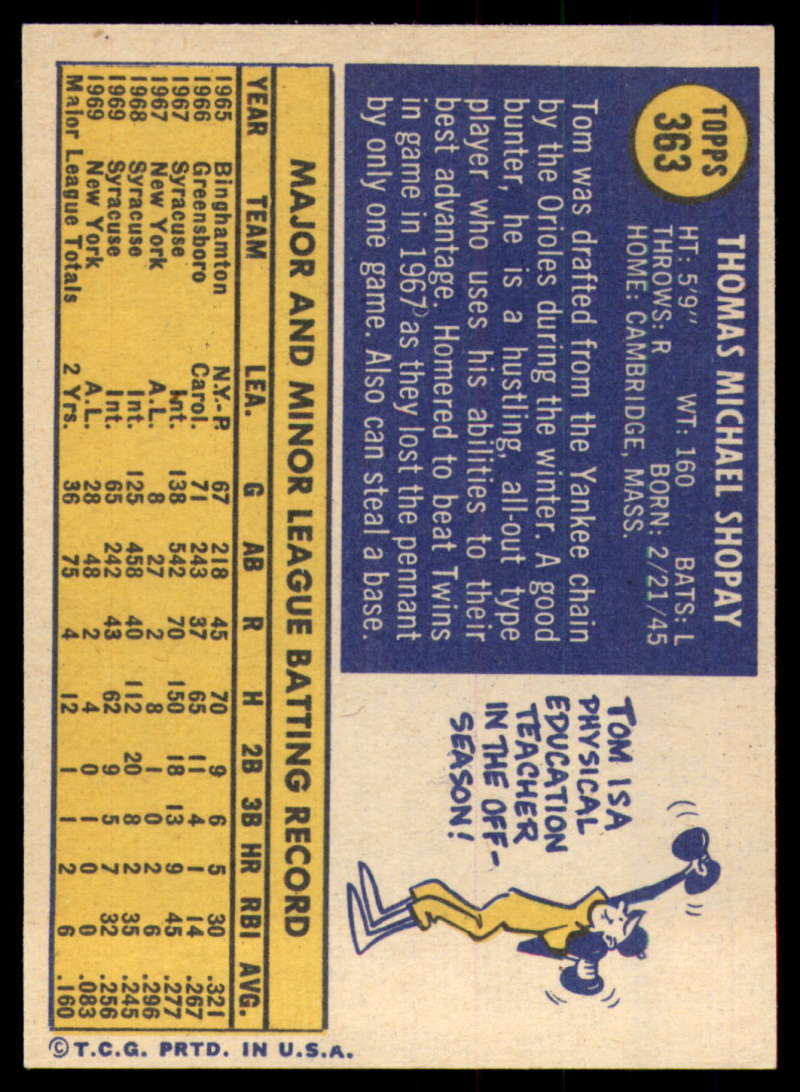 TOPPS
363
THOMAS MICHAEL SHOPAY
HT: 5'9" WT: 160 BATS: L
THROWS: R BORN: 2/21/45
HOME: CAMBRIDGE, MASS.
Tom was drafted from the Yankee chain
by the Orioles during the winter. A good
bunter, he is a hustling, all-out type
player who uses his abilities to their
best advantage. Homered to beat Twins
in game in 1967 as they lost the pennant
by only one game. Also can steal a base.
TOM IS A
PHYSICAL
EDUCATION
TEACHER
IN THE OFF-
SEASON!
MAJOR AND MINOR LEAGUE BATTING RECORD
YEAR TEAM LEA. G AB R H 2B 3B HR RBI AVG.
1965 Binghamton N.Y.-P. 67 218 45 70 9 6 5 30 .321
1966 Greensboro Carol. 71 243 37 65 11 4 1 14 .267
1967 Syracuse Int. 138 542 70 150 18 13 9 45 .277
1967 New York A.L. 8 27 2 8 1 0 2 6 .296
1968 Syracuse Int. 125 458 40 112 20 8 2 35 .245
1969 Syracuse Int. 65 242 43 62 9 5 7 32 .256
1969 New York A.L. 28 48 2 4 0 1 0 0 .083
Major League Totals 2 Yrs. 36 75 4 12 1 1 2 6 .160
© T.C.G. PRTD. IN U.S.A.